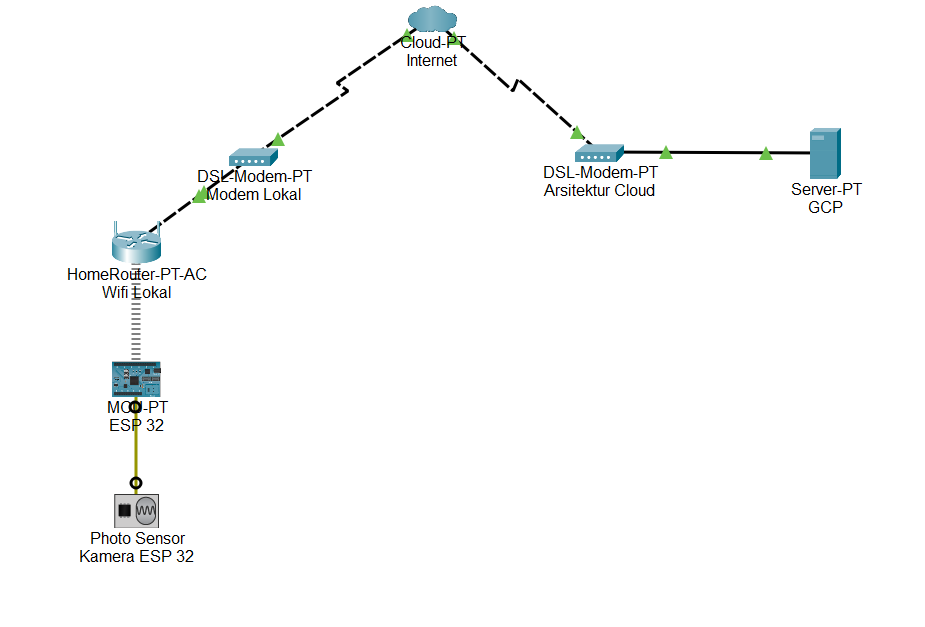 Cloud-PT
Internet
DSL-Modem-PT
Modem Lokal
DSL-Modem-PT
Arsitektur Cloud
Server-PT
GCP
HomeRouter-PT-AC
Wifi Lokal
MCU-PT
ESP 32
Photo Sensor
Kamera ESP 32